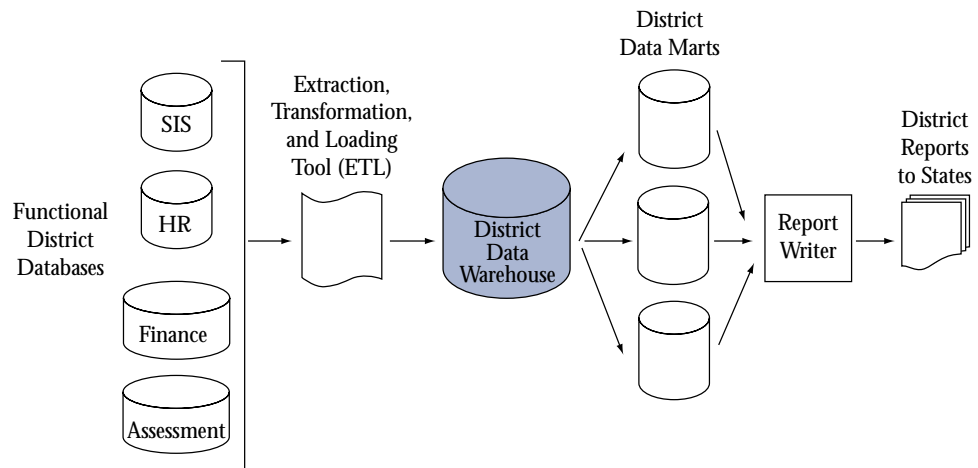 Functional
District
Databases
SIS
HR
Finance
Assessment
Extraction,
Transformation,
and Loading
Tool (ETL)
District
Data
Warehouse
District
Data Marts
Report
Writer
District
Reports
to States